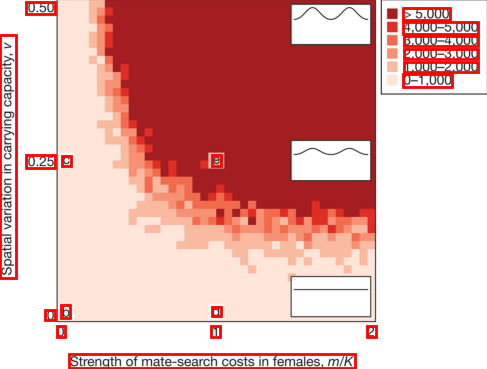 0.50
> 5,000
4,000–5,000
3,000–4,000
2,000–3,000
1,000–2,000
0–1,000
Spatial variation in carrying capacity, v
0.25
c
e
0
b
0
1
2
Strength of mate-search costs in females, m/K